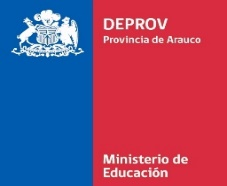 DEPROV
Provincia de Arauco
Ministerio de
Educación